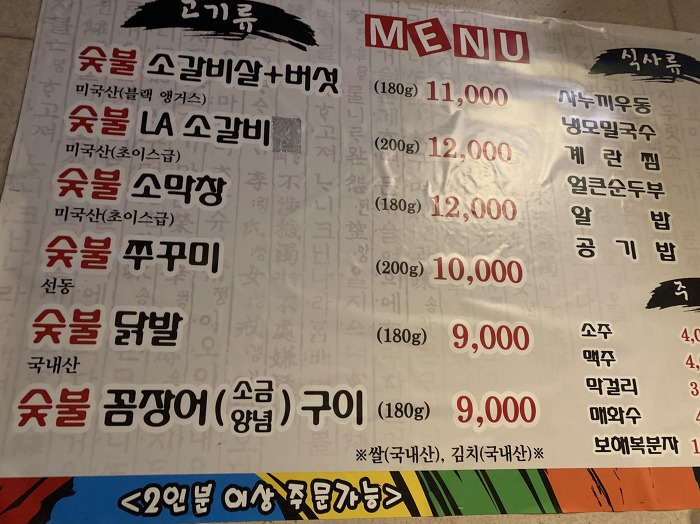 고기류
MENU
숯불 소갈비살+버섯 (180g) 11,000
미국산(블랙 앵거스)
숯불 LA 소갈비 (200g) 12,000
미국산(초이스급)
숯불 소막창 (180g) 12,000
미국산(초이스급)
숯불 쭈꾸미 (200g) 10,000
선동
숯불 닭발 (180g) 9,000
국내산
숯불 꼼장어(소금 양념)구이 (180g) 9,000
※쌀(국내산), 김치(국내산)※
<2인분 이상 주문가능>
식사류
사누끼우동
냉모밀국수
계란찜
얼큰순두부
알밥
공기밥
주
소주
맥주
막걸리
매화수
보해복분자